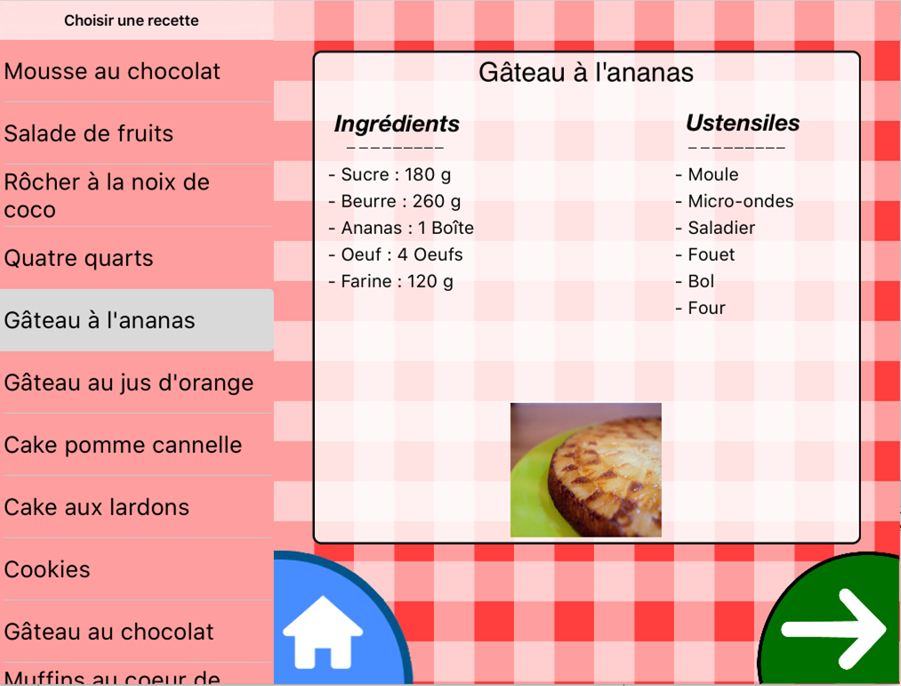 Choisir une recette
Mousse au chocolat
Salade de fruits
Rôcher à la noix de
coco
Quatre quarts
Gâteau à l'ananas
Gâteau au jus d'orange
Cake pomme cannelle
Cake aux lardons
Cookies
Gâteau au chocolat
Muffins au coeur de
Gâteau à l'ananas
Ingrédients
_ _ _ _ _ _ _ _ _
- Sucre : 180 g
- Beurre : 260 g
- Ananas : 1 Boîte
- Oeuf : 4 Oeufs
- Farine : 120 g
Ustensiles
_ _ _ _ _ _ _ _ _
- Moule
- Micro-ondes
- Saladier
- Fouet
- Bol
- Four